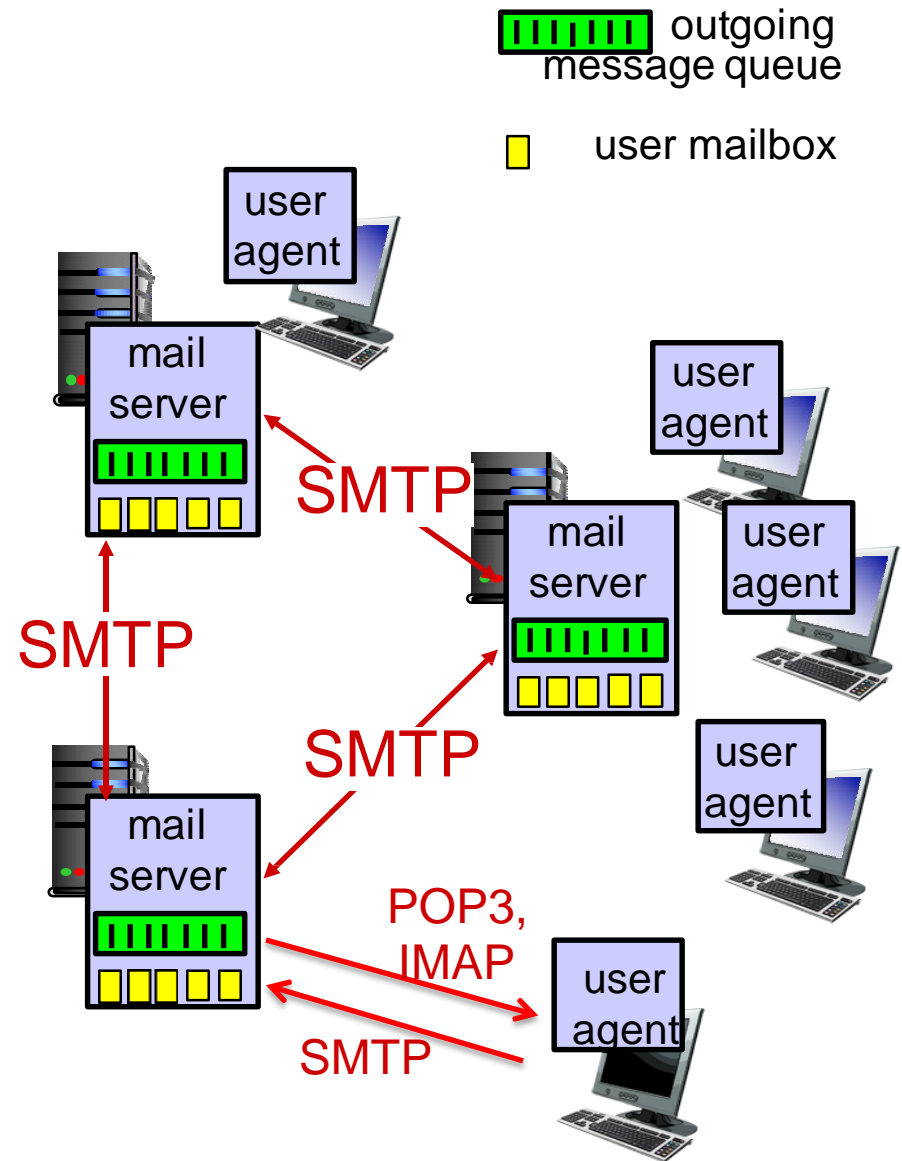 outgoing
message queue
user mailbox
user
agent
mail
server
SMTP
user
agent
mail
server
user
agent
SMTP
SMTP
user
agent
mail
server
POP3,
IMAP
user
agent
SMTP